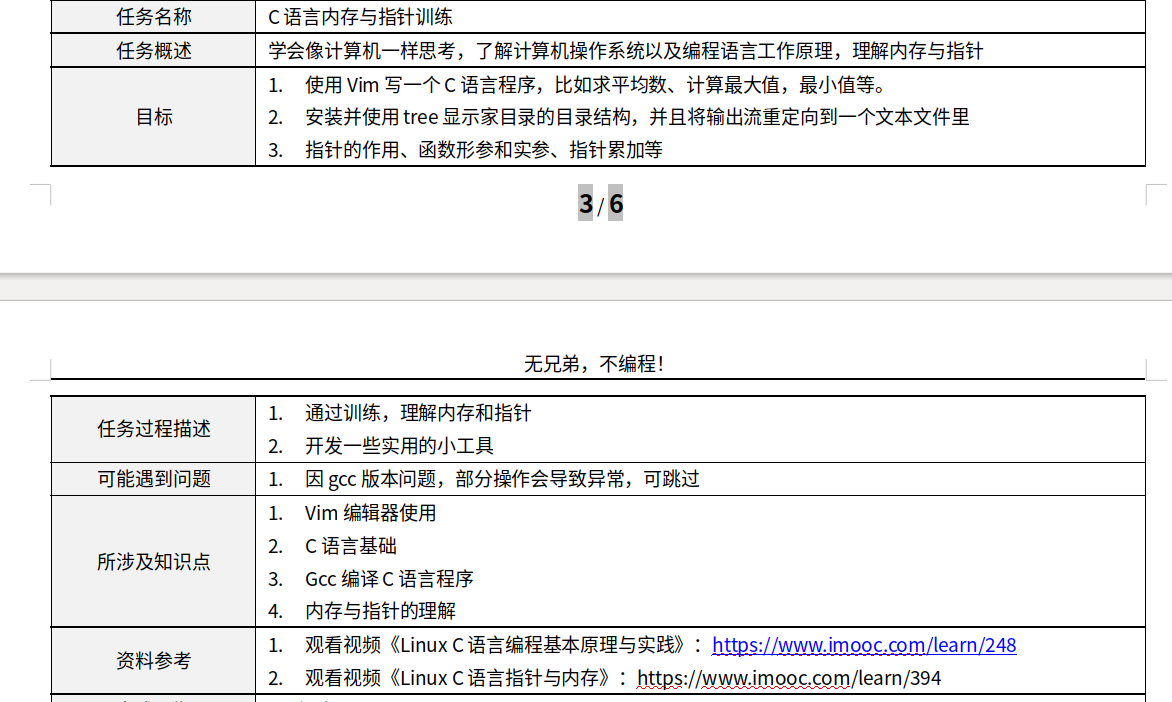 任务名称 C 语言内存与指针训练
任务概述 学会像计算机一样思考，了解计算机操作系统以及编程语言工作原理，理解内存与指针
目标
1. 使用 Vim 写一个 C 语言程序，比如求平均数、计算最大值，最小值等。
2. 安装并使用 tree 显示家目录的目录结构，并且将输出流重定向到一个文本文件里
3. 指针的作用、函数形参和实参、指针累加等
3 / 6
无兄弟，不编程！
任务过程描述
1. 通过训练，理解内存和指针
2. 开发一些实用的小工具
可能遇到问题 1. 因 gcc 版本问题，部分操作会导致异常，可跳过
所涉及知识点
1. Vim 编辑器使用
2. C 语言基础
3. Gcc 编译 C 语言程序
4. 内存与指针的理解
资料参考
1. 观看视频《Linux C 语言编程基本原理与实践》：https://www.imooc.com/learn/248
2. 观看视频《Linux C 语言指针与内存》：https://www.imooc.com/learn/394